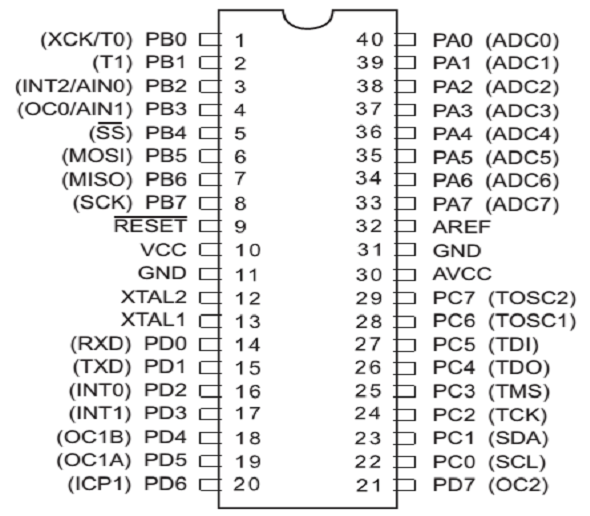 (XCK/T0) PB0 1 40 PA0 (ADC0)
(T1) PB1 2 39 PA1 (ADC1)
(INT2/AIN0) PB2 3 38 PA2 (ADC2)
(OC0/AIN1) PB3 4 37 PA3 (ADC3)
(SS) PB4 5 36 PA4 (ADC4)
(MOSI) PB5 6 35 PA5 (ADC5)
(MISO) PB6 7 34 PA6 (ADC6)
(SCK) PB7 8 33 PA7 (ADC7)
RESET 9 32 AREF
VCC 10 31 GND
GND 11 30 AVCC
XTAL2 12 29 PC7 (TOSC2)
XTAL1 13 28 PC6 (TOSC1)
(RXD) PD0 14 27 PC5 (TDI)
(TXD) PD1 15 26 PC4 (TDO)
(INT0) PD2 16 25 PC3 (TMS)
(INT1) PD3 17 24 PC2 (TCK)
(OC1B) PD4 18 23 PC1 (SDA)
(OC1A) PD5 19 22 PC0 (SCL)
(ICP1) PD6 20 21 PD7 (OC2)